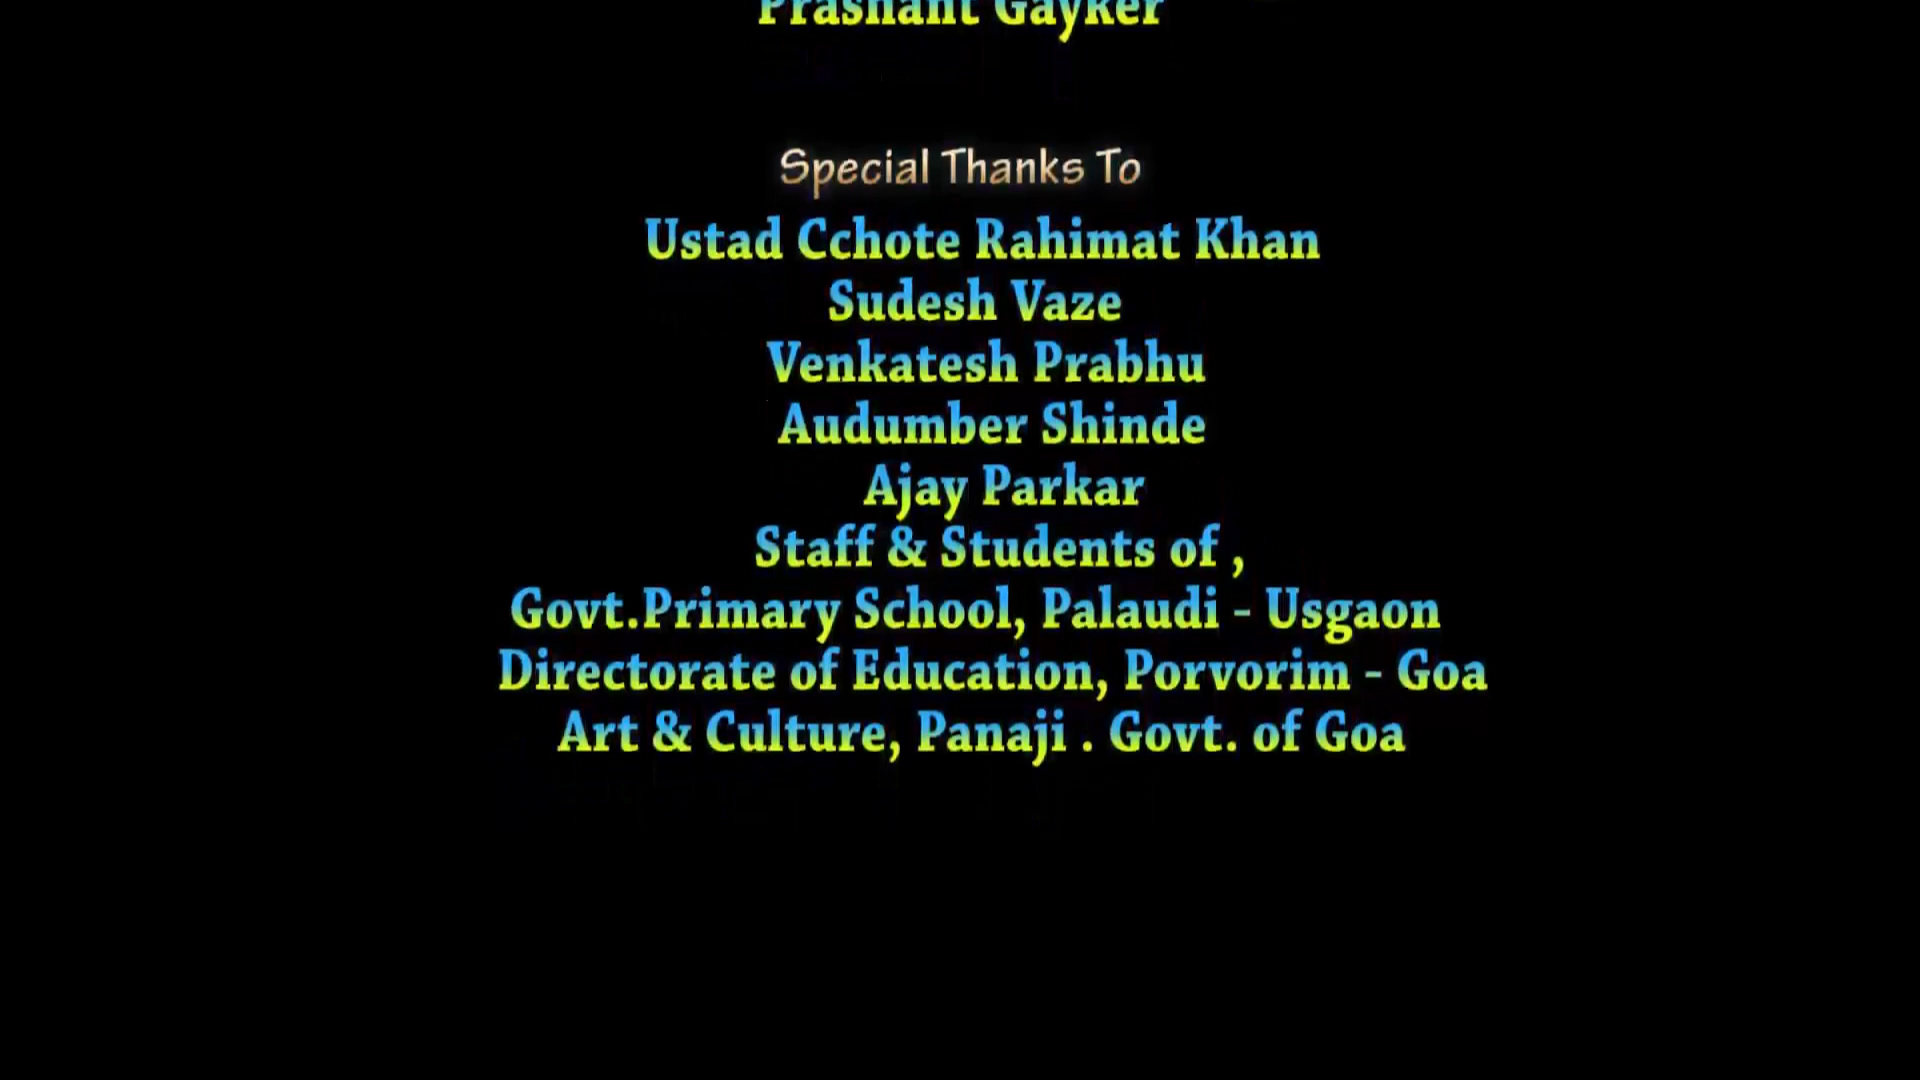 Prashant Gayker
Special Thanks To
Ustad Cchote Rahimat Khan
Sudesh Vaze
Venkatesh Prabhu
Audumber Shinde
Ajay Parkar
Staff & Students of ,
Govt.Primary School, Palaudi - Usgaon
Directorate of Education, Porvorim - Goa
Art & Culture, Panaji . Govt. of Goa